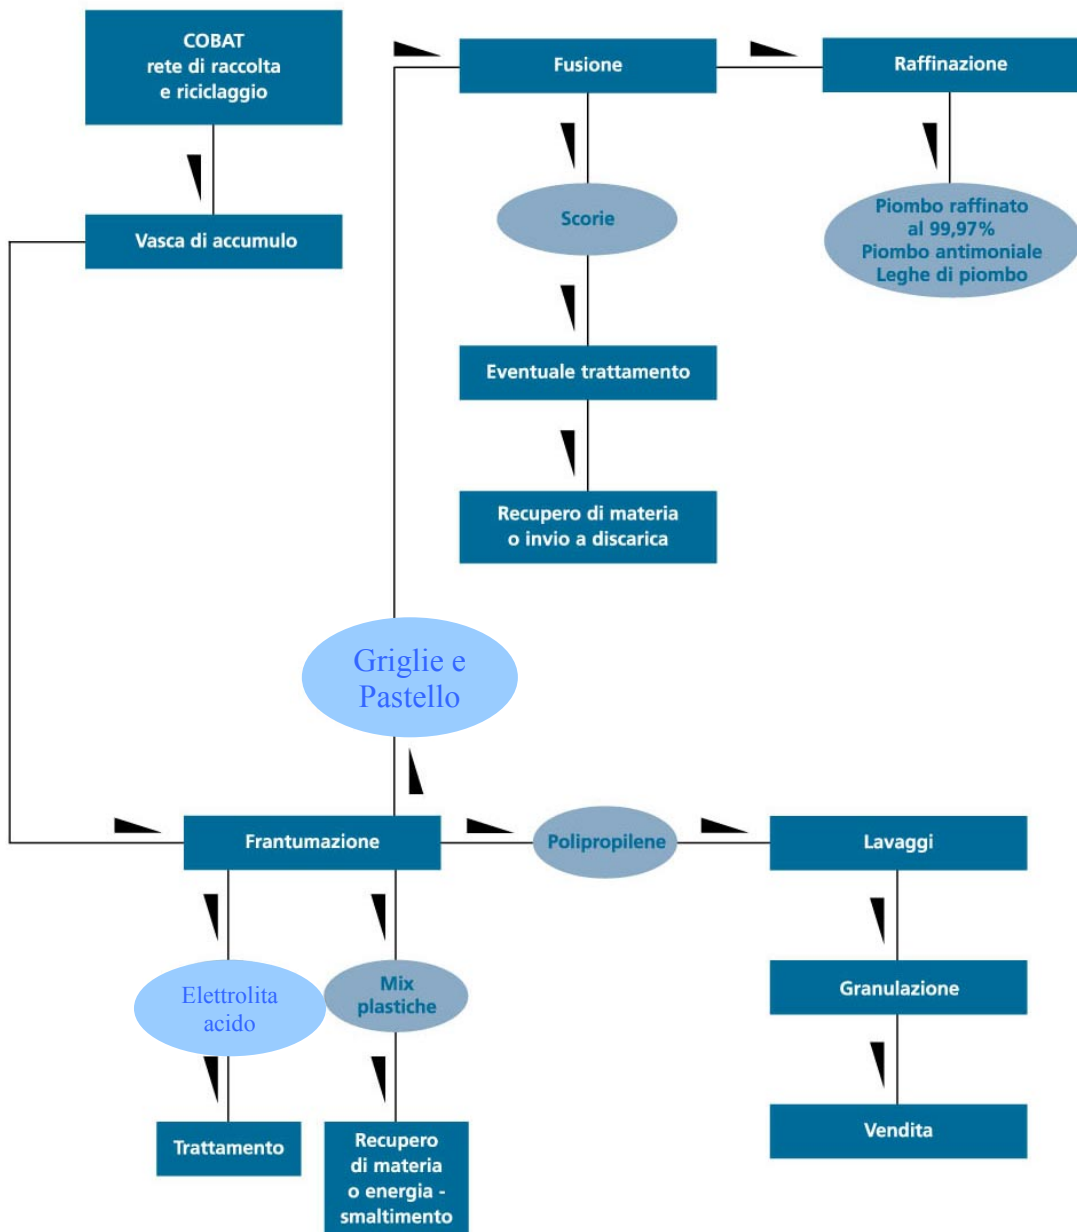 COBAT
rete di raccolta
e riciclaggio
Fusione
Raffinazione
Vasca di accumulo
Scorie
Piombo raffinato
al 99,97%
Piombo antimoniale
Leghe di piombo
Eventuale trattamento
Recupero di materia
o invio a discarica
Griglie e
Pastello
Frantumazione
Polipropilene
Lavaggi
Elettrolita
acido
Mix
plastiche
Granulazione
Trattamento
Recupero
di materia
o energia -
smaltimento
Vendita